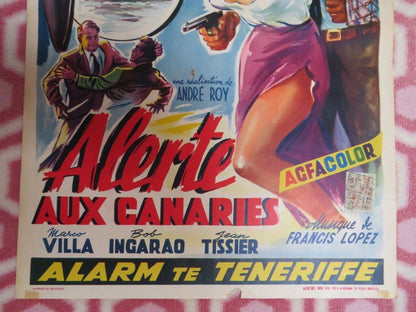 une réalisation de
ANDRÉ ROY
Alerte
AUX CANARIES
AGFACOLOR
Marco VILLA Bob INGARAO Jean TISSIER
Musique de
FRANCIS LOPEZ
ALARM TE TENERIFFE